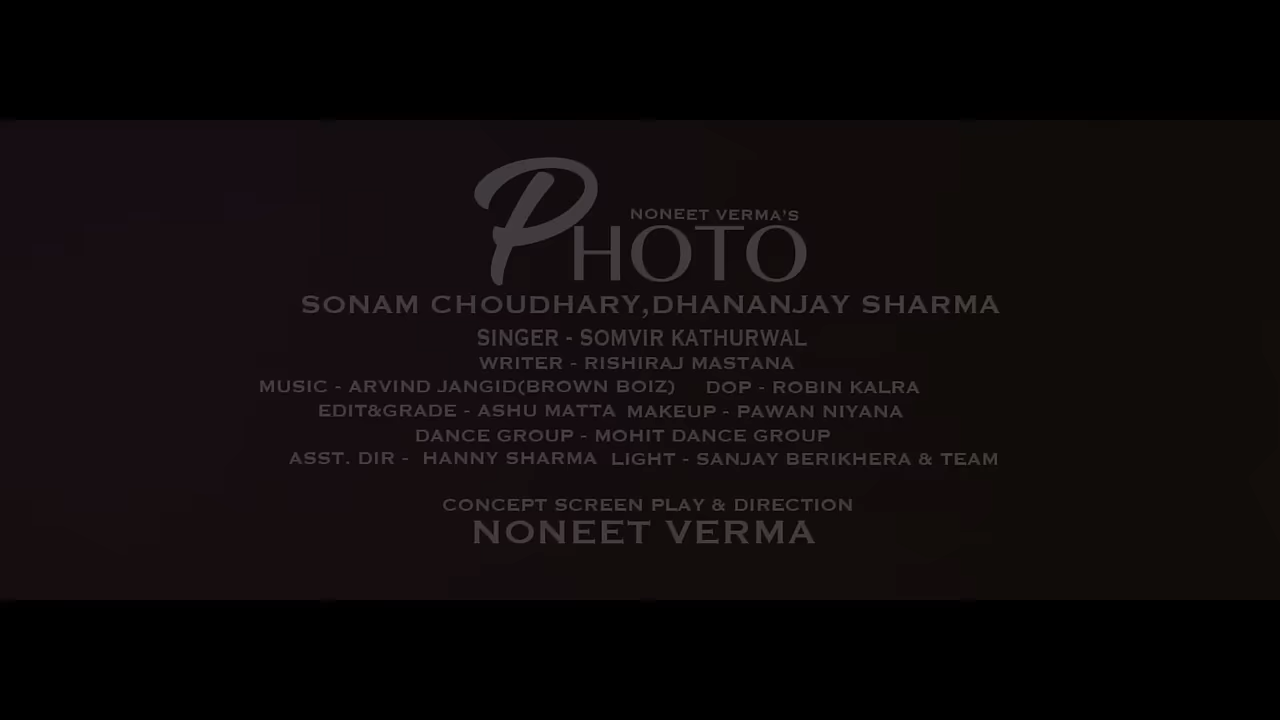 NONEET VERMA'S
PHOTO
SONAM CHOUDHARY,DHANANJAY SHARMA
SINGER - SOMVIR KATHURWAL
WRITER - RISHIRAJ MASTANA
MUSIC - ARVIND JANGID(BROWN BOIZ) DOP - ROBIN KALRA
EDIT&GRADE - ASHU MATTA MAKEUP - PAWAN NIYANA
DANCE GROUP - MOHIT DANCE GROUP
ASST. DIR - HANNY SHARMA LIGHT - SANJAY BERIKHERA & TEAM
CONCEPT SCREEN PLAY & DIRECTION
NONEET VERMA